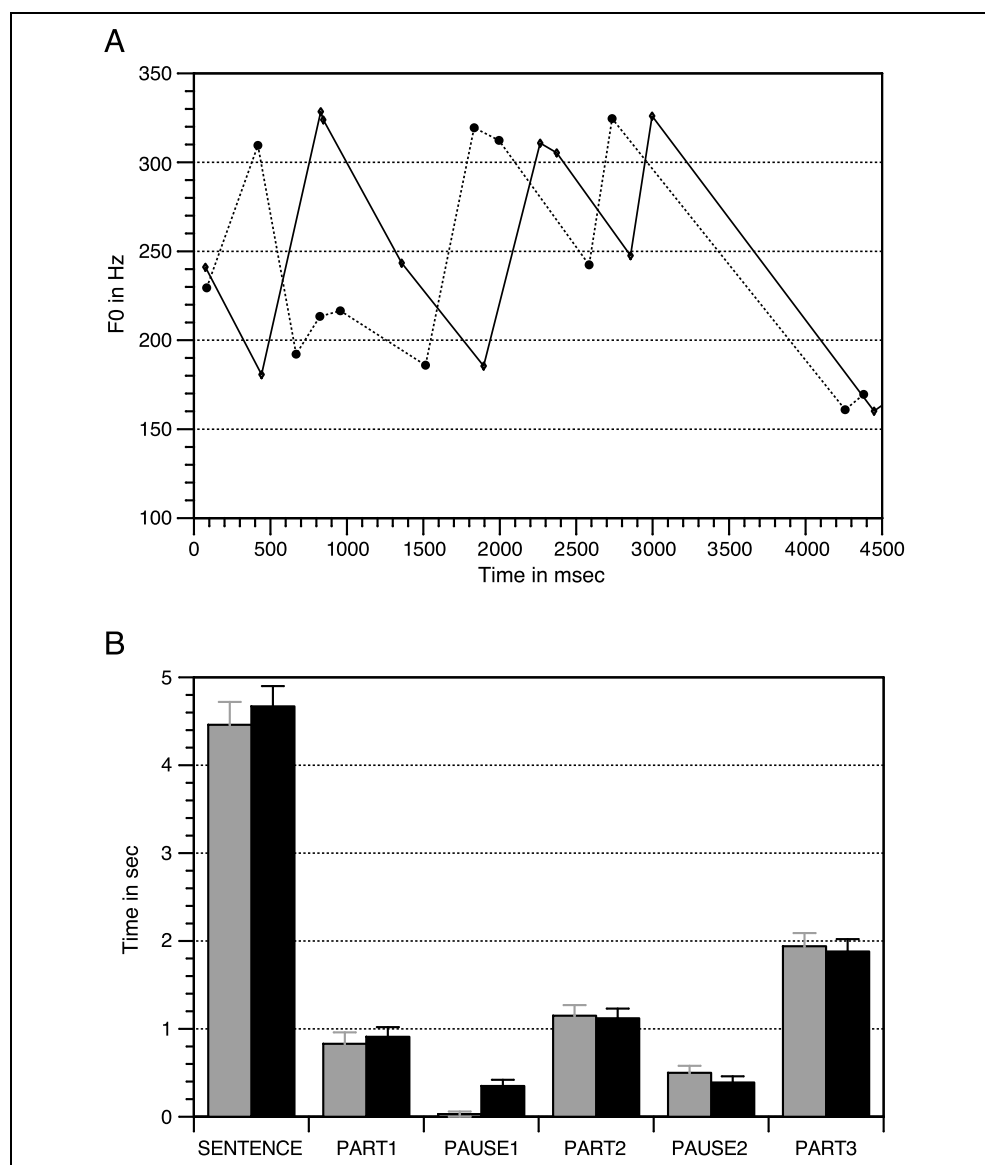 A
350
300
250
200
150
100
F0 in Hz
0 500 1000 1500 2000 2500 3000 3500 4000 4500
Time in msec
B
5
4
3
2
1
0
Time in sec
SENTENCE PART1 PAUSE1 PART2 PAUSE2 PART3